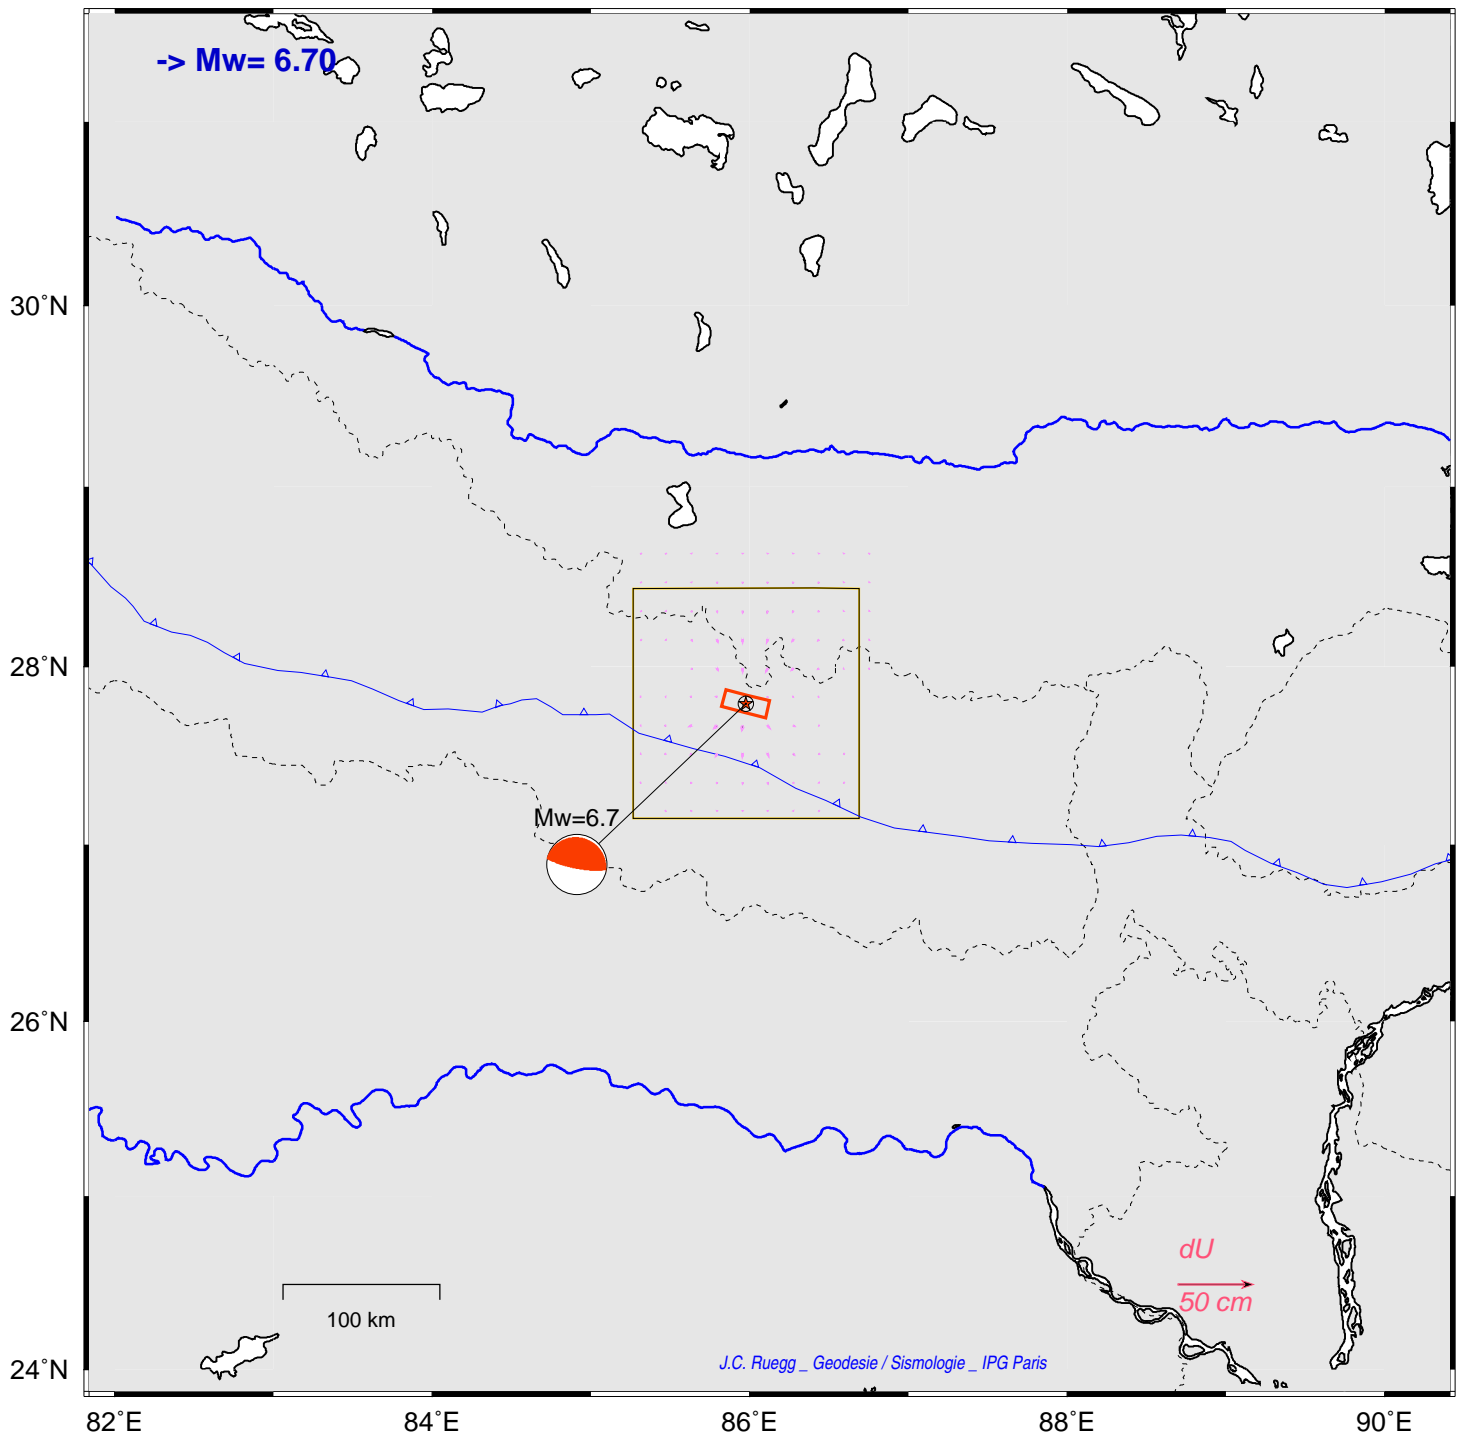 -> Mw= 6.70
30˚N
28˚N
Mw=6.7
26˚N
dU
50 cm
100 km
24˚N
J.C. Ruegg _ Geodesie / Sismologie _ IPG Paris
82˚E
84˚E
86˚E
88˚E
90˚E